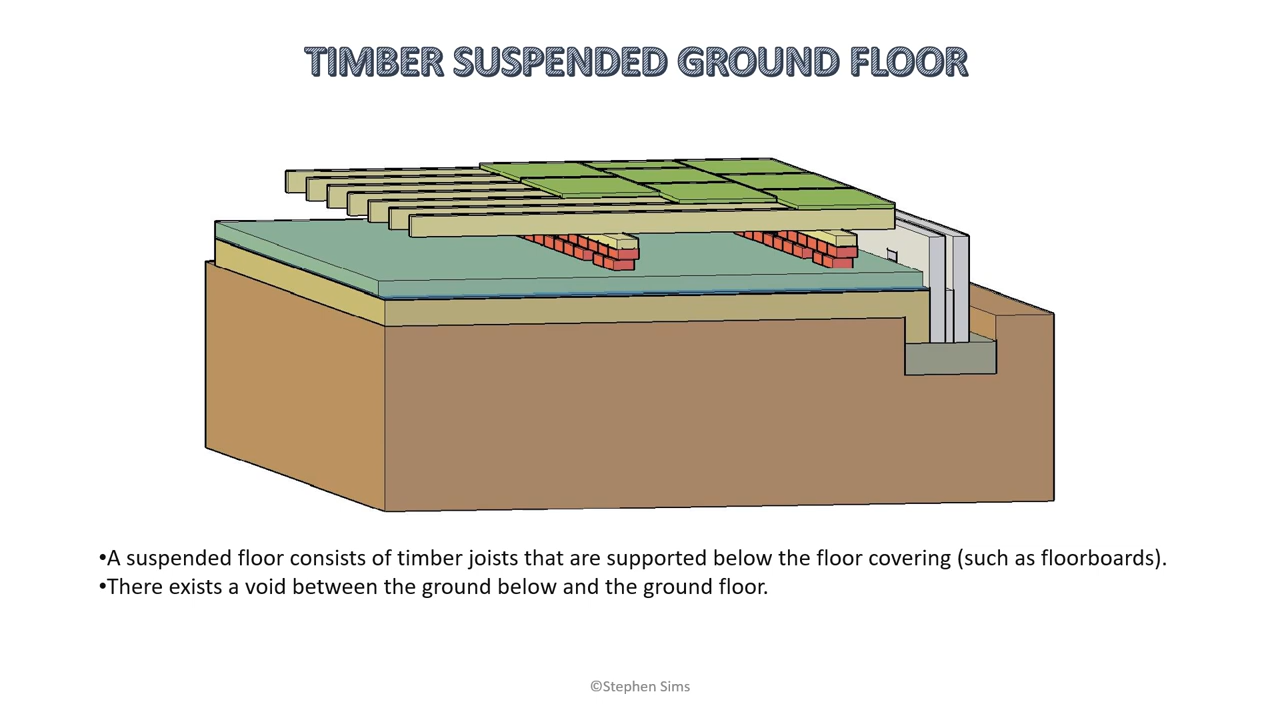 TIMBER SUSPENDED GROUND FLOOR
•A suspended floor consists of timber joists that are supported below the floor covering (such as floorboards).
•There exists a void between the ground below and the ground floor.
©Stephen Sims